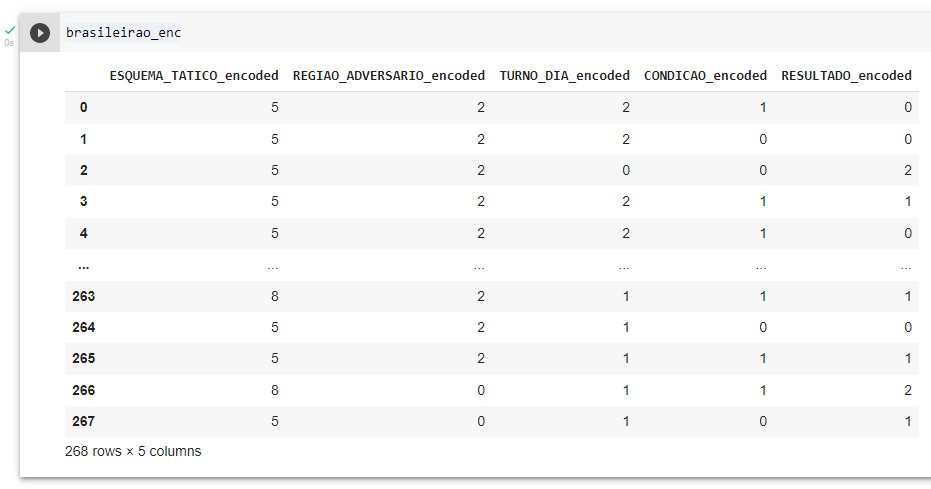 brasileirao_enc
0s
ESQUEMA_TATICO_encoded REGIAO_ADVERSARIO_encoded TURNO_DIA_encoded CONDICAO_encoded RESULTADO_encoded
0 5 2 2 1 0
1 5 2 2 0 0
2 5 2 0 0 2
3 5 2 2 1 1
4 5 2 2 1 0
... ... ... ... ... ...
263 8 2 1 1 1
264 5 2 1 0 0
265 5 2 1 1 1
266 8 0 1 1 2
267 5 0 1 0 1
268 rows × 5 columns